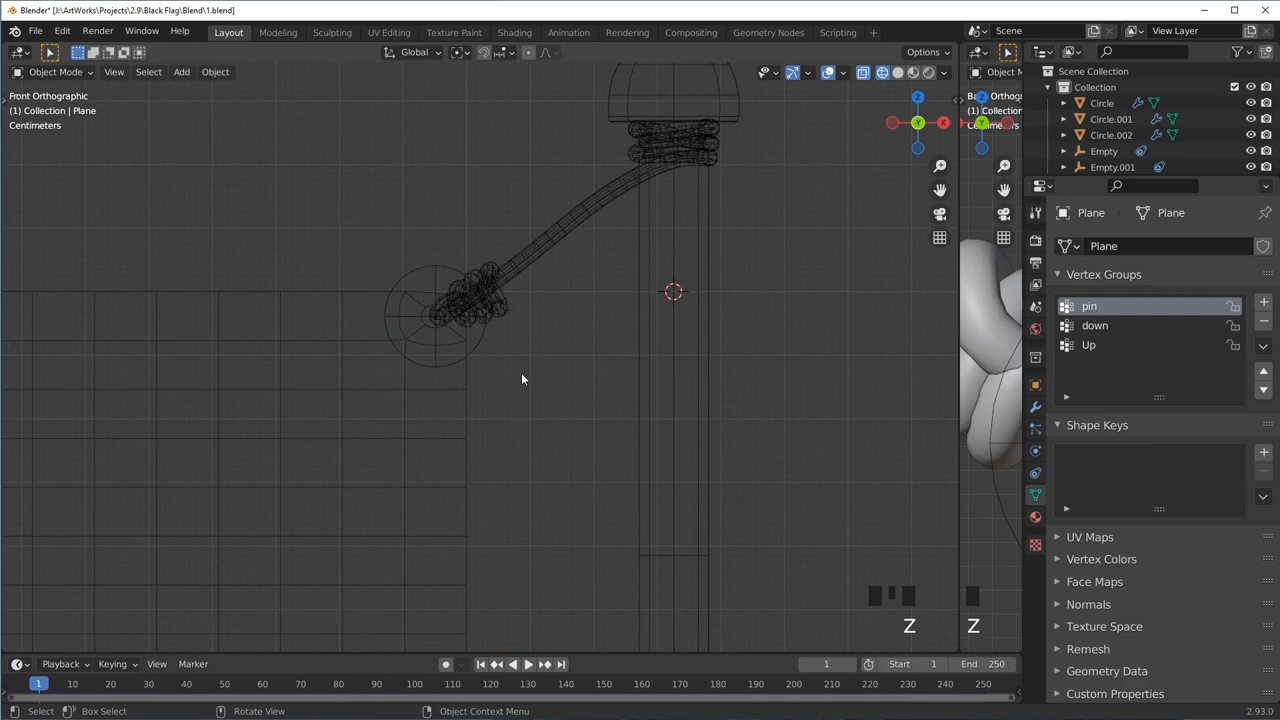 Blender* [J:\ArtWorks\Projects\2.9\Black Flag\Blend\1.blend]
File Edit Render Window Help Layout Modeling Sculpting UV Editing Texture Paint Shading Animation Rendering Compositing Geometry Nodes Scripting Scene View Layer
Global Options
Object Mode View Select Add Object Object M
Front Orthographic
(1) Collection | Plane
Centimeters
Z
X
Y
(1) Collection
Scene Collection
Collection
Circle
Circle.001
Circle.002
Empty
Empty.001
Plane Plane
Plane
Vertex Groups
pin
down
Up
Shape Keys
UV Maps
Vertex Colors
Face Maps
Normals
Texture Space
Remesh
Geometry Data
Custom Properties
Z Z
Playback Keying View Marker 1 Start 1 End 250
1 10 20 30 40 50 60 70 80 90 100 110 120 130 140 150 160 170 180 190 200 210 220 230 240 250
Select Box Select Rotate View Object Context Menu 2.93.0